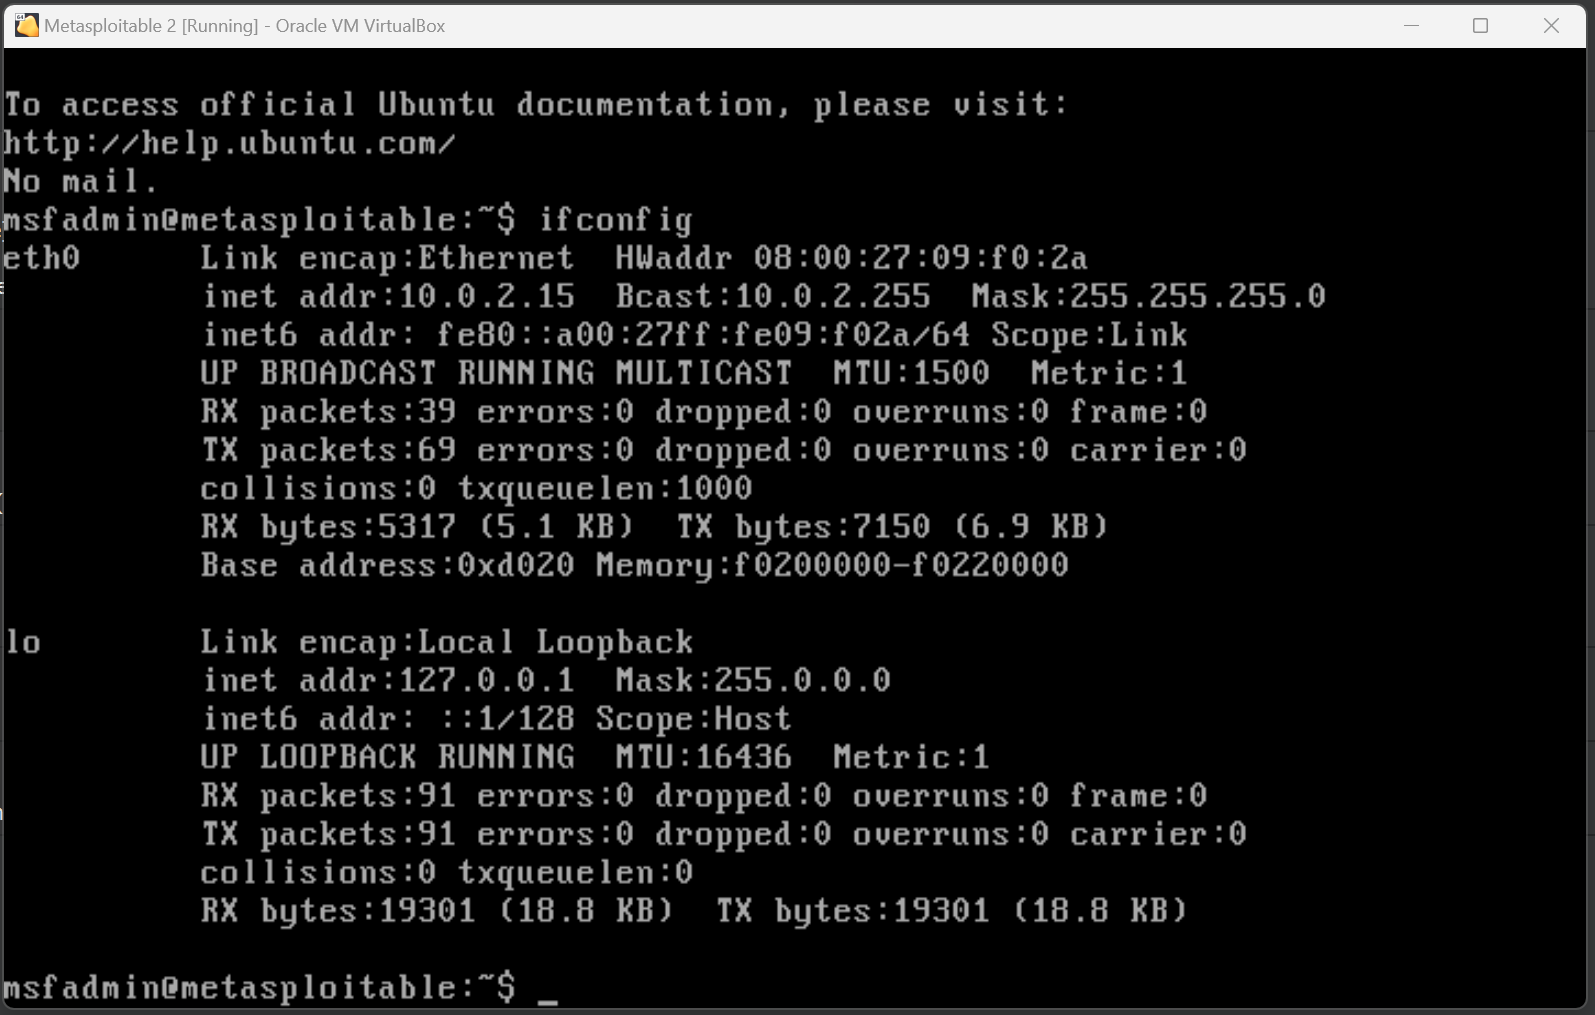 Metasploitable 2 [Running] - Oracle VM VirtualBox
To access official Ubuntu documentation, please visit:
http://help.ubuntu.com/
No mail.
msfadmin@metasploitable:~$ ifconfig
eth0      Link encap:Ethernet  HWaddr 08:00:27:09:f0:2a
          inet addr:10.0.2.15  Bcast:10.0.2.255  Mask:255.255.255.0
          inet6 addr: fe80::a00:27ff:fe09:f02a/64 Scope:Link
          UP BROADCAST RUNNING MULTICAST  MTU:1500  Metric:1
          RX packets:39 errors:0 dropped:0 overruns:0 frame:0
          TX packets:69 errors:0 dropped:0 overruns:0 carrier:0
          collisions:0 txqueuelen:1000
          RX bytes:5317 (5.1 KB)  TX bytes:7150 (6.9 KB)
          Base address:0xd020 Memory:f0200000-f0220000
lo        Link encap:Local Loopback
          inet addr:127.0.0.1  Mask:255.0.0.0
          inet6 addr: ::1/128 Scope:Host
          UP LOOPBACK RUNNING  MTU:16436  Metric:1
          RX packets:91 errors:0 dropped:0 overruns:0 frame:0
          TX packets:91 errors:0 dropped:0 overruns:0 carrier:0
          collisions:0 txqueuelen:0
          RX bytes:19301 (18.8 KB)  TX bytes:19301 (18.8 KB)
msfadmin@metasploitable:~$ _